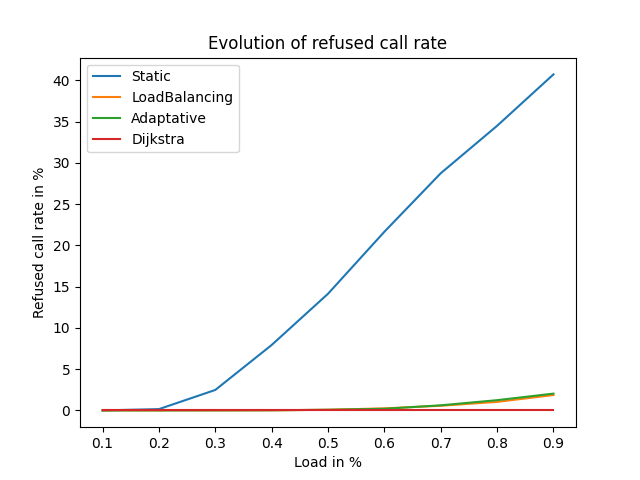 Evolution of refused call rate
Static
LoadBalancing
Adaptative
Dijkstra
Refused call rate in %
40
35
30
25
20
15
10
5
0
0.1 0.2 0.3 0.4 0.5 0.6 0.7 0.8 0.9
Load in %